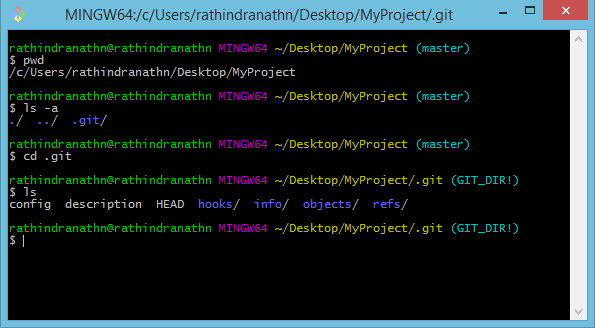 MINGW64:/c/Users/rathindranathn/Desktop/MyProject/.git
rathindranathn@rathindranathn MINGW64 ~/Desktop/MyProject (master)
$ pwd
/c/Users/rathindranathn/Desktop/MyProject
rathindranathn@rathindranathn MINGW64 ~/Desktop/MyProject (master)
$ ls -a
./  ../  .git/
rathindranathn@rathindranathn MINGW64 ~/Desktop/MyProject (master)
$ cd .git
rathindranathn@rathindranathn MINGW64 ~/Desktop/MyProject/.git (GIT_DIR!)
$ ls
config  description  HEAD  hooks/  info/  objects/  refs/
rathindranathn@rathindranathn MINGW64 ~/Desktop/MyProject/.git (GIT_DIR!)
$